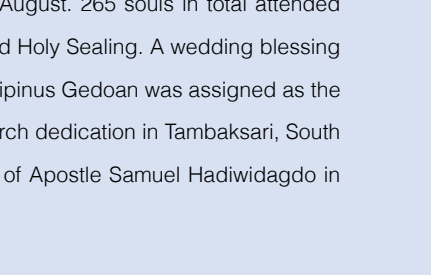 August. 265 souls in total attended
d Holy Sealing. A wedding blessing
ipinus Gedoan was assigned as the
rch dedication in Tambaksari, South
of Apostle Samuel Hadiwidagdo in